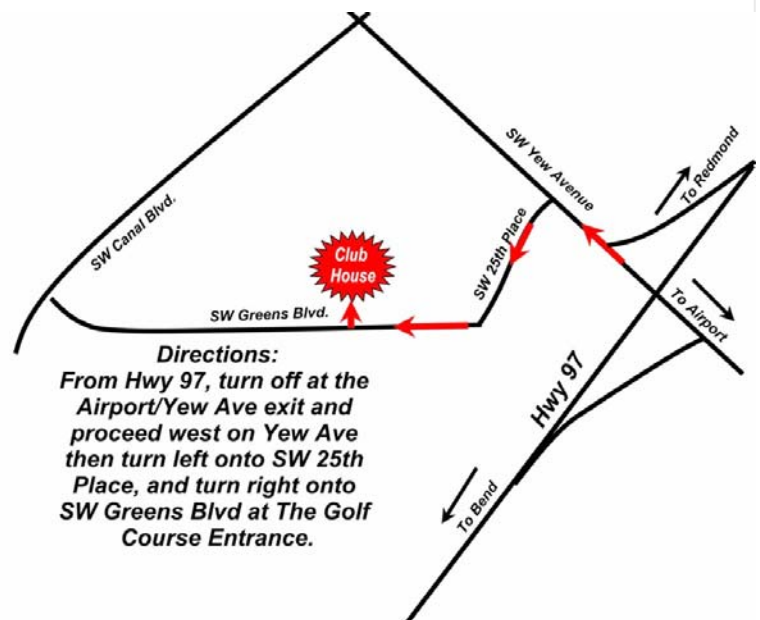 SW Yew Avenue
To Redmond
SW Canal Blvd.
Club
House
SW 25th Place
To Airport
SW Greens Blvd.
Hwy 97
To Bend
Directions:
From Hwy 97, turn off at the
Airport/Yew Ave exit and
proceed west on Yew Ave
then turn left onto SW 25th
Place, and turn right onto
SW Greens Blvd at The Golf
Course Entrance.